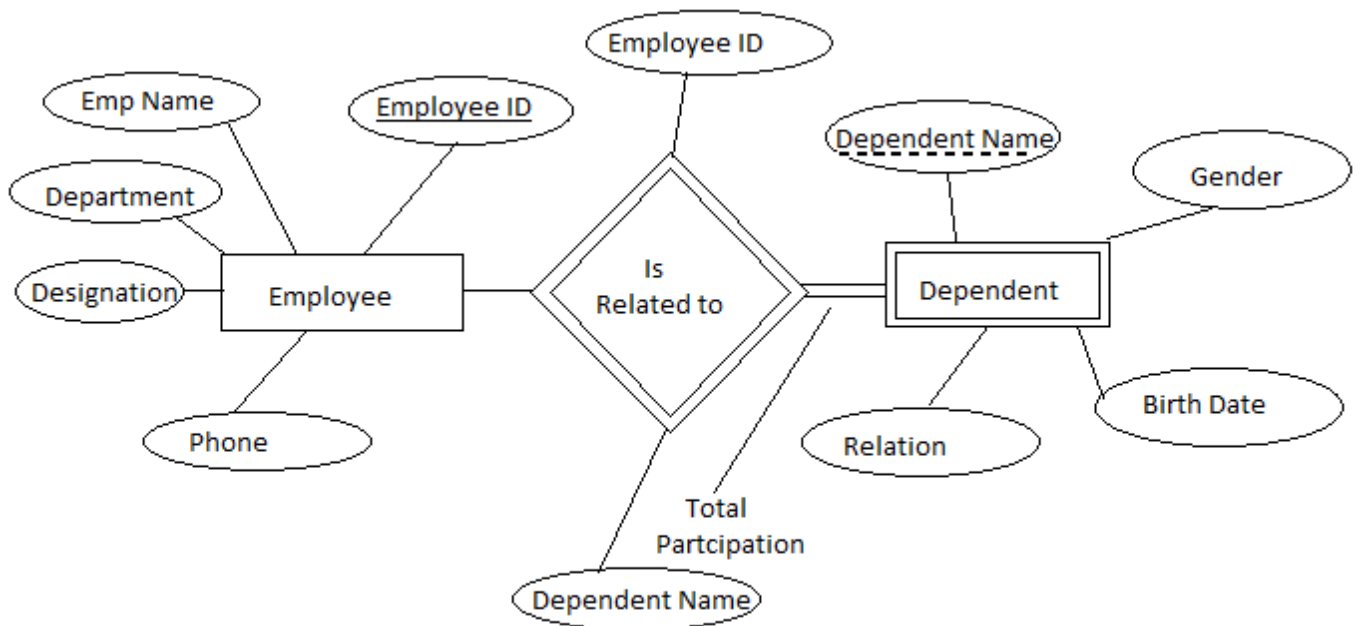 Employee ID
Emp Name
Employee ID
Dependent Name
Gender
Department
Is
Related to
Designation
Employee
Dependent
Birth Date
Phone
Relation
Total
Partcipation
Dependent Name